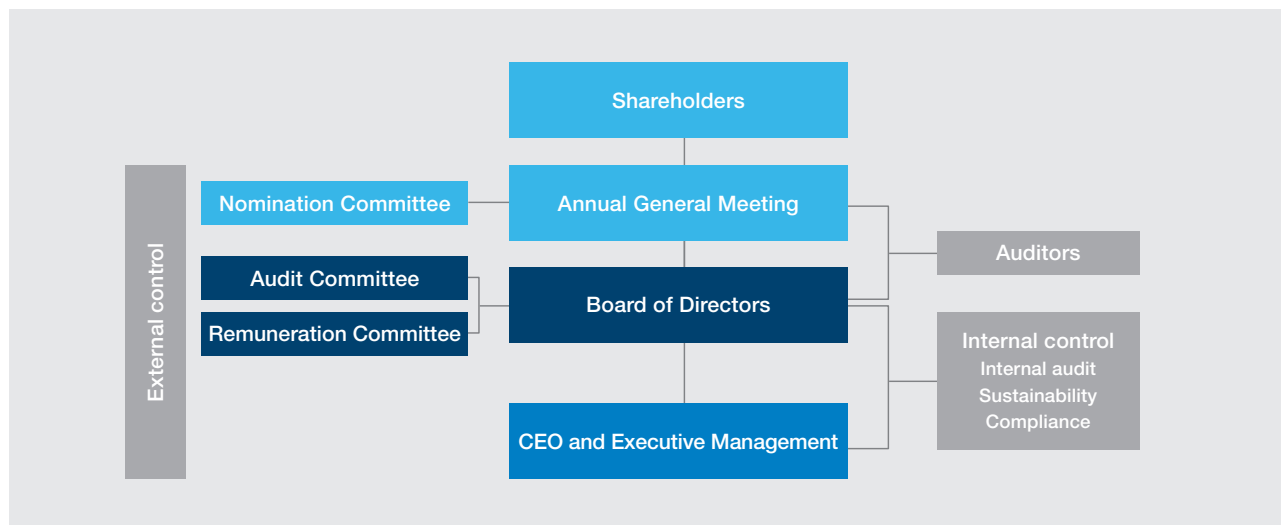 Shareholders
External control
Nomination Committee
Annual General Meeting
Auditors
Audit Committee
Remuneration Committee
Board of Directors
Internal control
Internal audit
Sustainability
Compliance
CEO and Executive Management